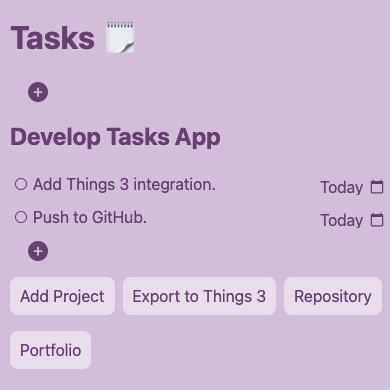 Tasks 🗒️
Develop Tasks App
Add Things 3 integration. Today
Push to GitHub. Today
Add Project Export to Things 3 Repository
Portfolio